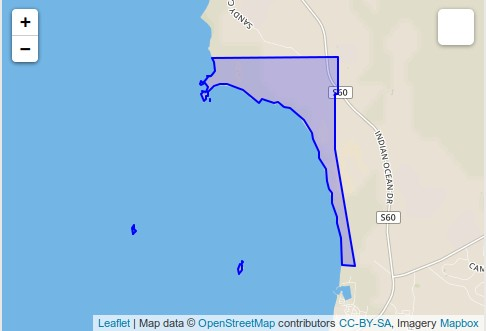 +
−
SANDY C
S60
INDIAN OCEAN DR
S60
CAM
Leaflet | Map data © OpenStreetMap contributors CC-BY-SA, Imagery Mapbox